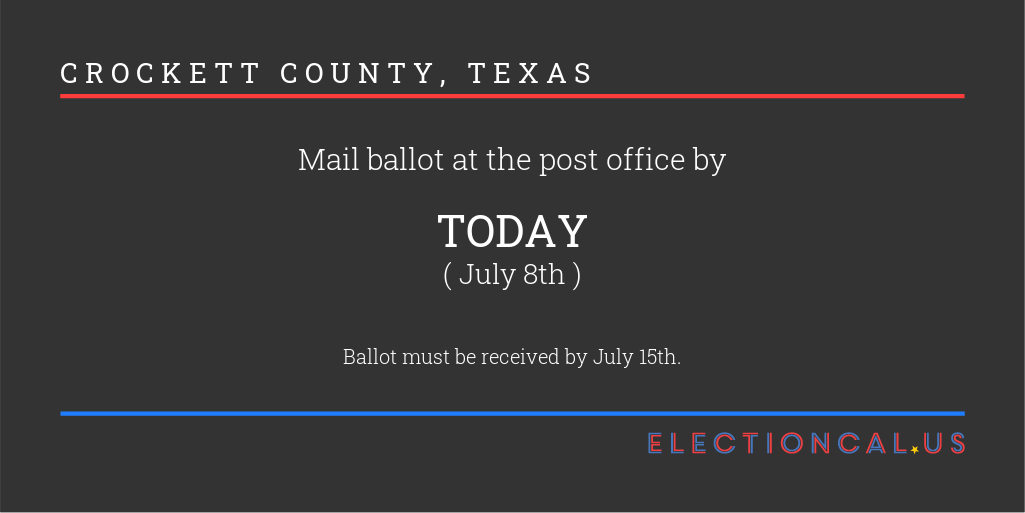 CROCKETT COUNTY, TEXAS
Mail ballot at the post office by
TODAY
( July 8th )
Ballot must be received by July 15th.
ELECTIONCAL.US